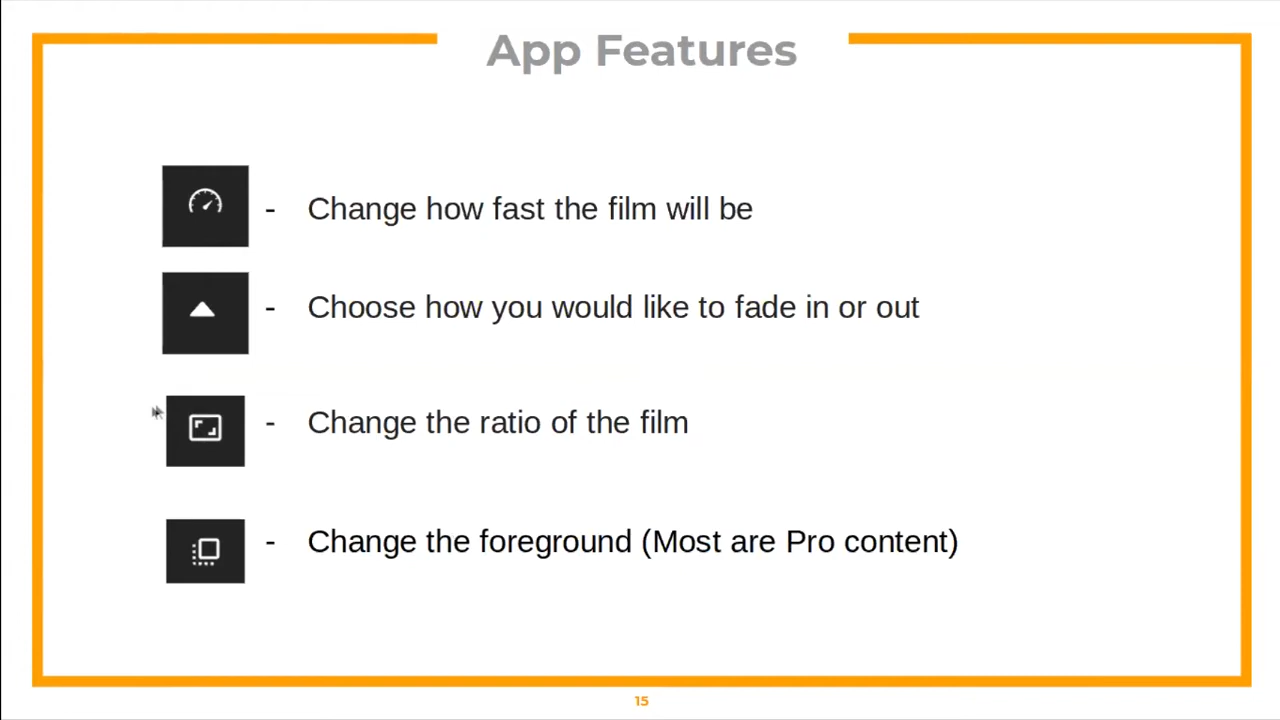 App Features
- Change how fast the film will be
- Choose how you would like to fade in or out
- Change the ratio of the film
- Change the foreground (Most are Pro content)
15